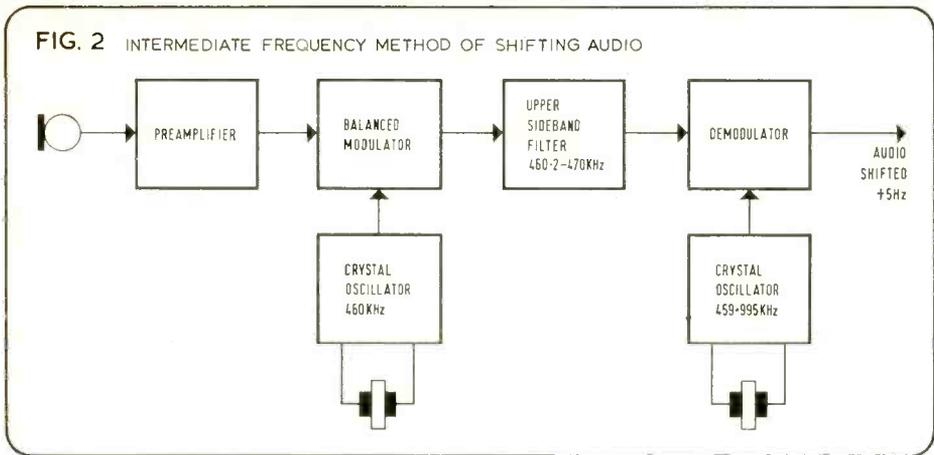 FIG. 2 INTERMEDIATE FREQUENCY METHOD OF SHIFTING AUDIO
PREAMPLIFIER
BALANCED
MODULATOR
UPPER
SIDEBAND
FILTER
460·2-470KHz
DEMODULATOR
AUDIO
SHIFTED
+5Hz
CRYSTAL
OSCILLATOR
460KHz
CRYSTAL
OSCILLATOR
459·995KHz